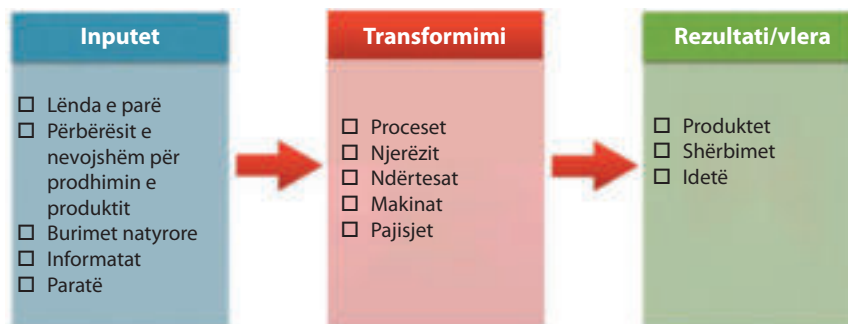 Inputet
☐ Lënda e parë
☐ Përbërësit e
nevojshëm për
prodhimin e
produktit
☐ Burimet natyrore
☐ Informatat
☐ Paratë
Transformimi
☐ Proceset
☐ Njerëzit
☐ Ndërtesat
☐ Makinat
☐ Pajisjet
Rezultati/vlera
☐ Produktet
☐ Shërbimet
☐ Idetë